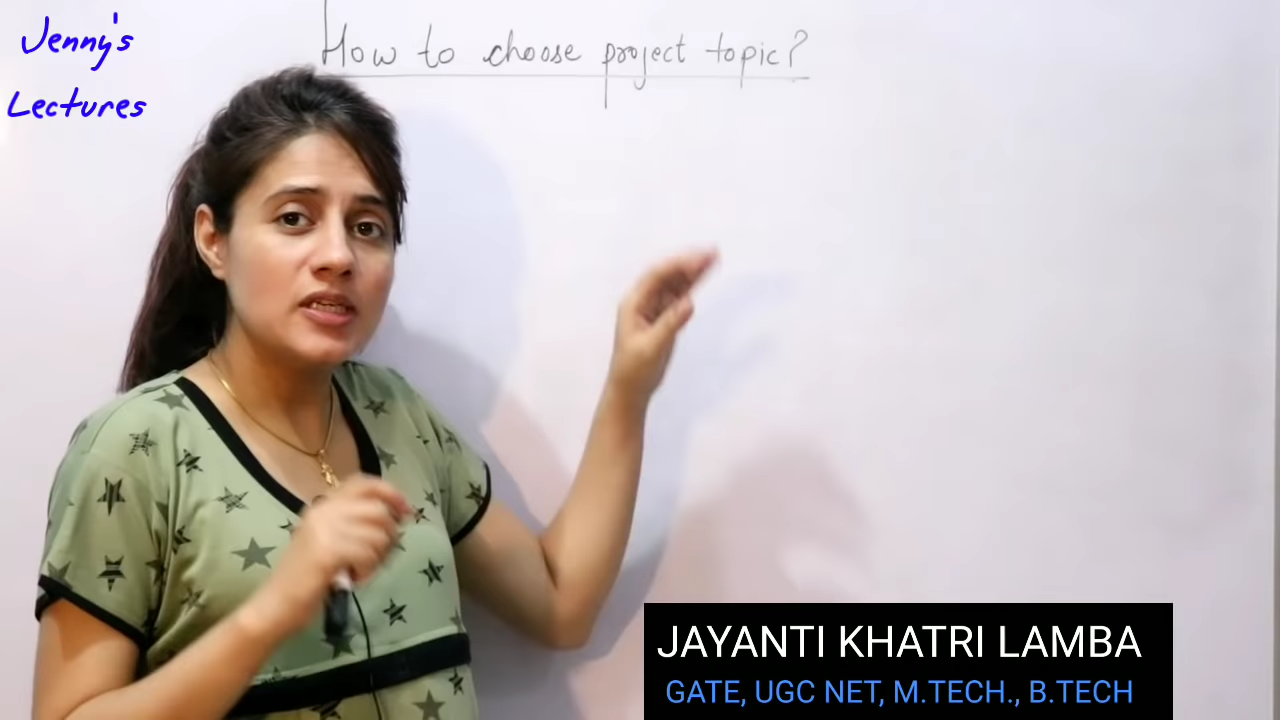 Jenny's
Lectures
How to choose project topic?
JAYANTI KHATRI LAMBA
GATE, UGC NET, M.TECH., B.TECH